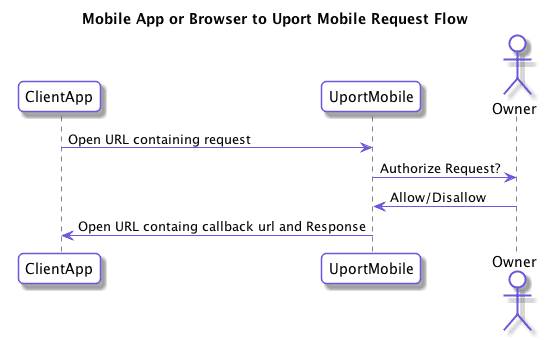 Mobile App or Browser to Uport Mobile Request Flow
ClientApp
UportMobile
Owner
Open URL containing request
Authorize Request?
Allow/Disallow
Open URL containg callback url and Response
ClientApp
UportMobile
Owner